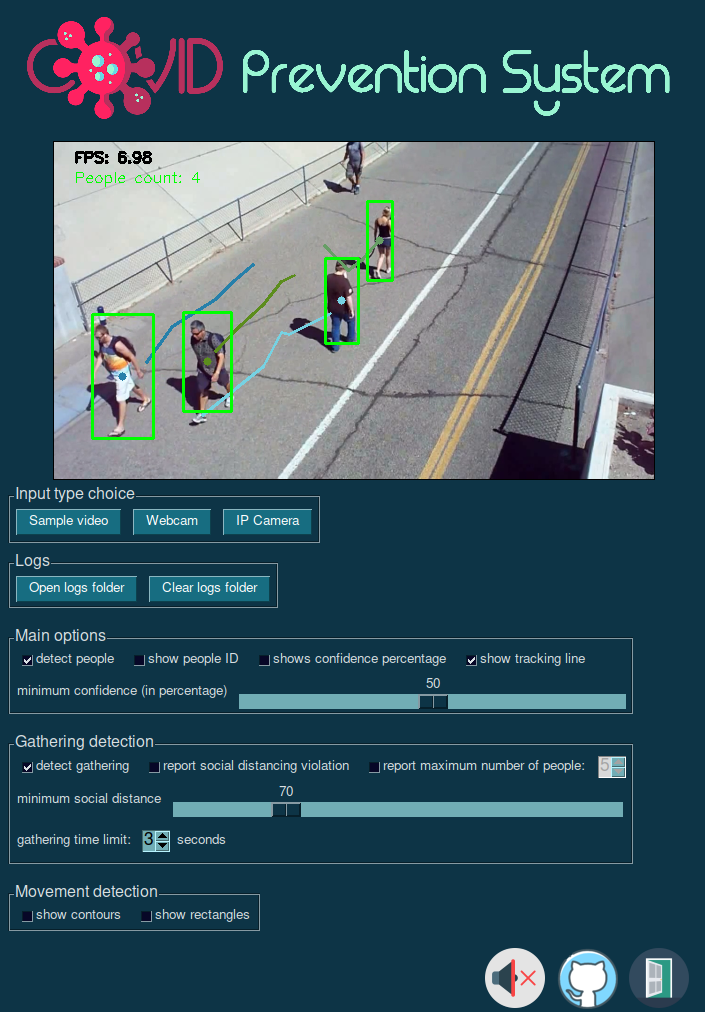 COVID Prevention System
FPS: 6.98
People count: 4
Input type choice
Sample video Webcam IP Camera
Logs
Open logs folder Clear logs folder
Main options
detect people show people ID shows confidence percentage show tracking line
50
minimum confidence (in percentage)
Gathering detection
detect gathering report social distancing violation report maximum number of people: 5
70
minimum social distance
gathering time limit: 3 seconds
Movement detection
show contours show rectangles